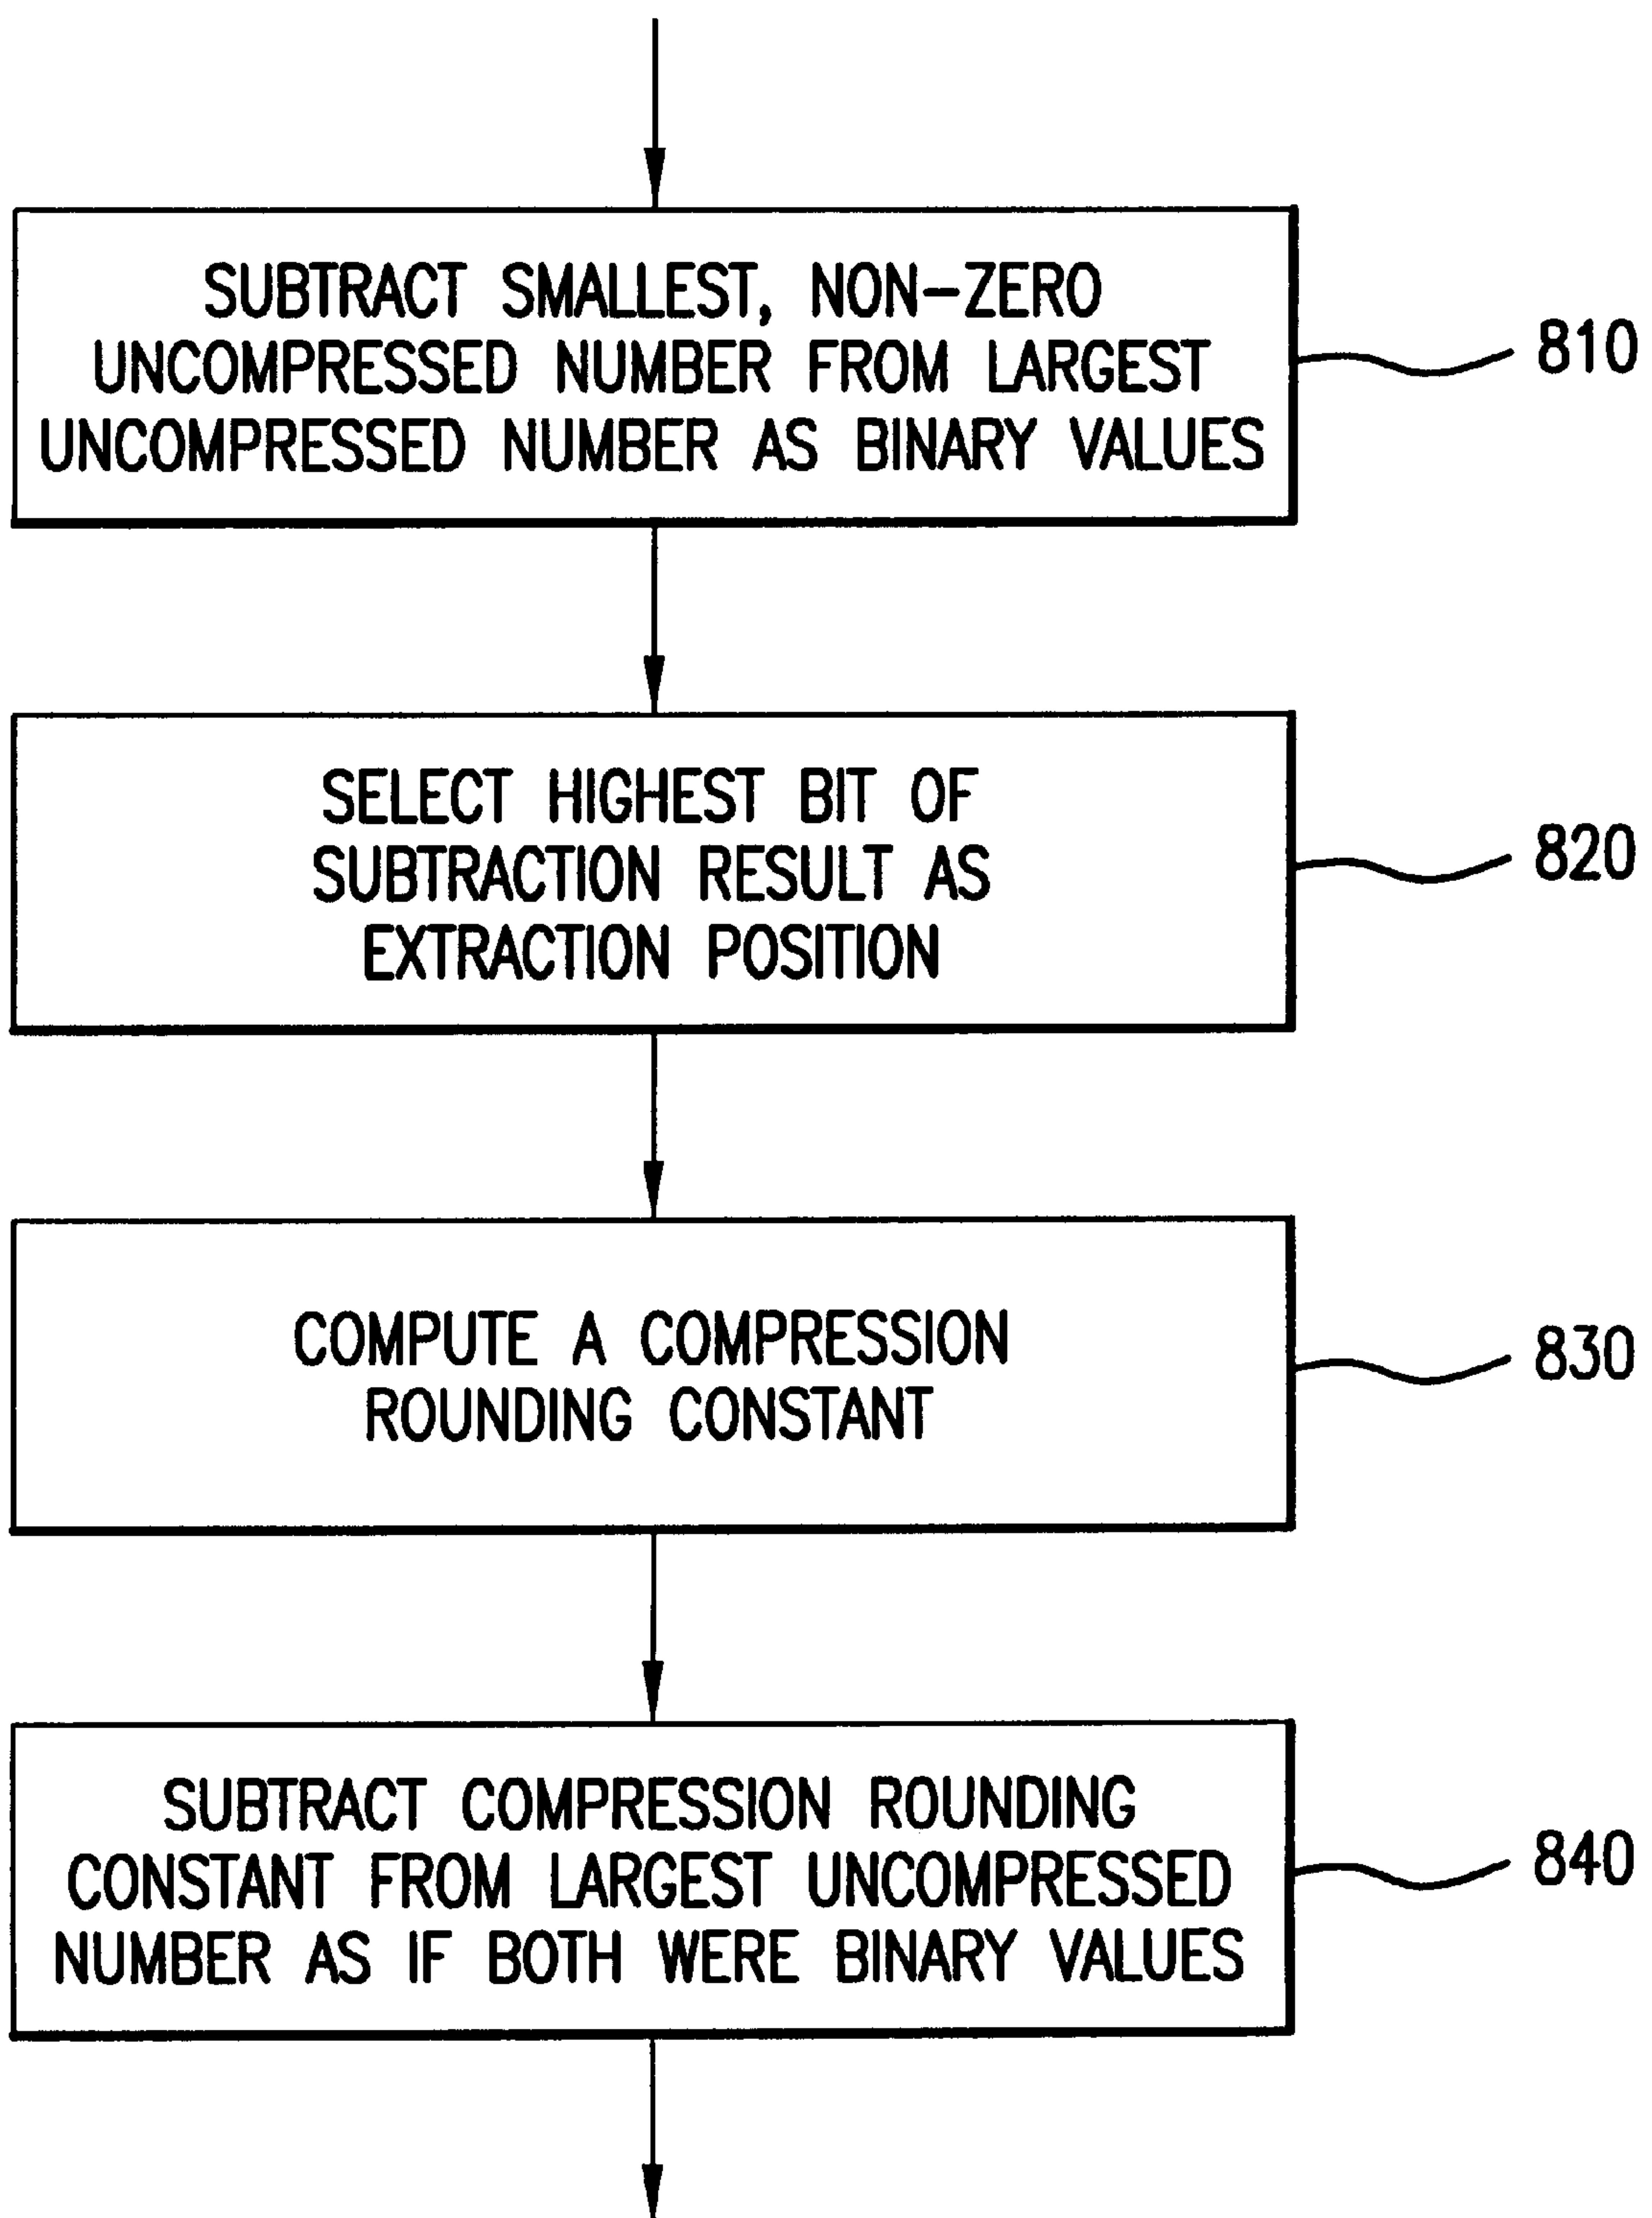 SUBTRACT SMALLEST, NON-ZERO
UNCOMPRESSED NUMBER FROM LARGEST
UNCOMPRESSED NUMBER AS BINARY VALUES
810
SELECT HIGHEST BIT OF
SUBTRACTION RESULT AS
EXTRACTION POSITION
820
COMPUTE A COMPRESSION
ROUNDING CONSTANT
830
SUBTRACT COMPRESSION ROUNDING
CONSTANT FROM LARGEST UNCOMPRESSED
NUMBER AS IF BOTH WERE BINARY VALUES
840